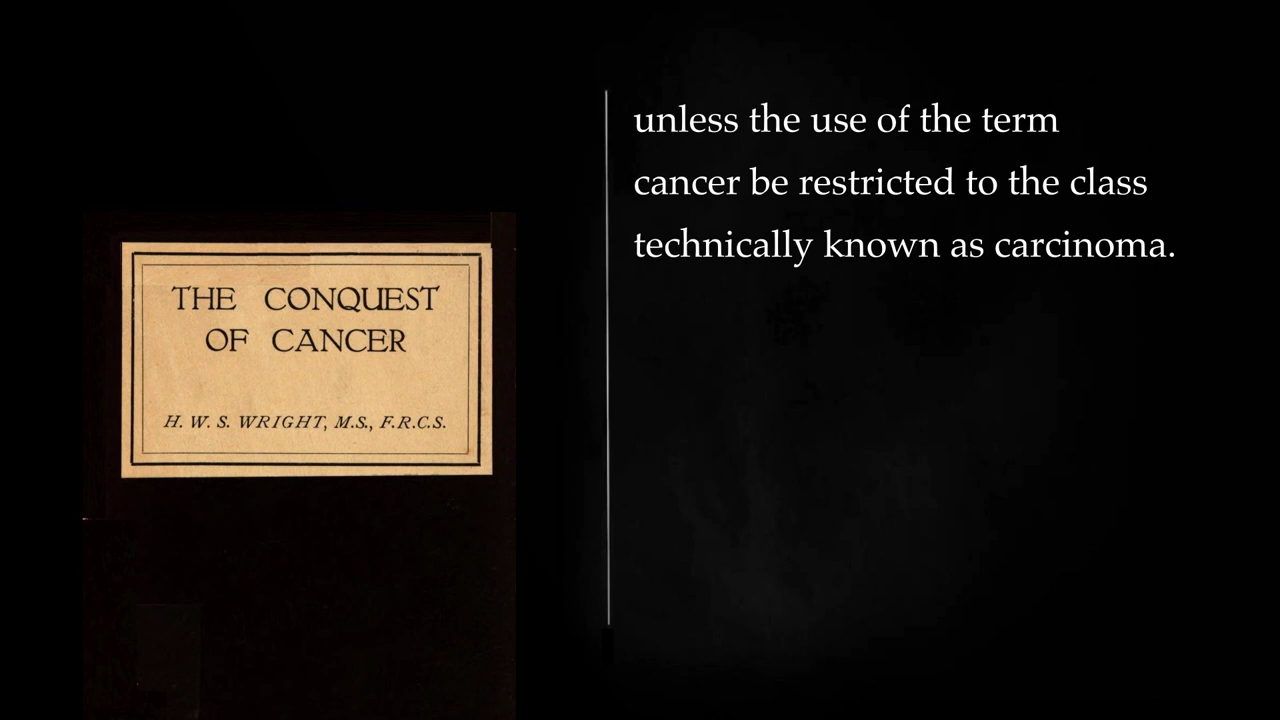 THE CONQUEST
OF CANCER
H. W. S. WRIGHT, M.S., F.R.C.S.
unless the use of the term
cancer be restricted to the class
technically known as carcinoma.